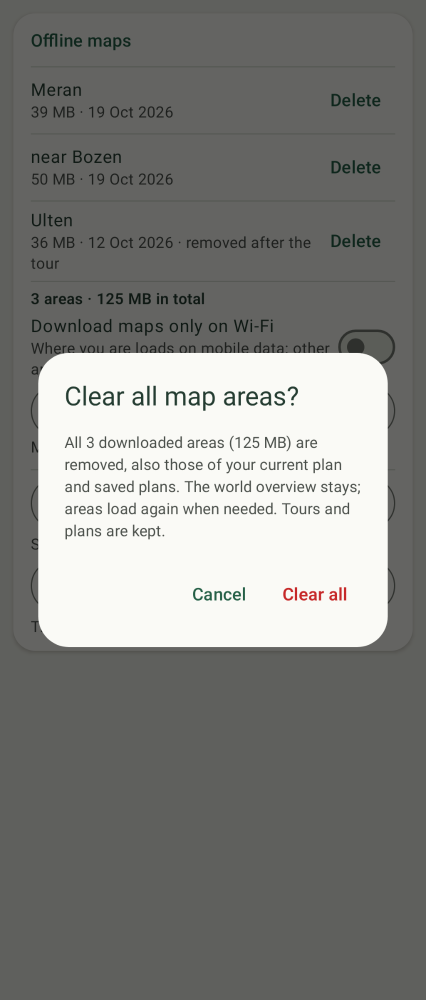 Offline maps
Meran
39 MB · 19 Oct 2026
Delete
near Bozen
50 MB · 19 Oct 2026
Delete
Ulten
36 MB · 12 Oct 2026 · removed after the
tour
Delete
3 areas · 125 MB in total
Download maps only on Wi-Fi
Where you are loads on mobile data; other
Clear all map areas?
All 3 downloaded areas (125 MB) are
removed, also those of your current plan
and saved plans. The world overview stays;
areas load again when needed. Tours and
plans are kept.
Cancel
Clear all